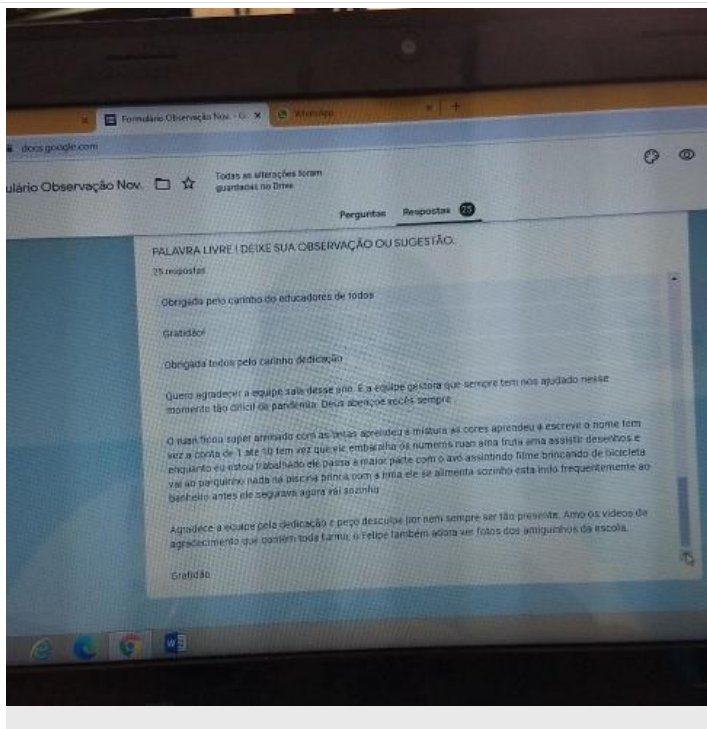 Formulário Observação Nov. - G
WhatsApp
docs.google.com
ulário Observação Nov.
Todas as alterações foram
guardadas no Drive
Perguntas Respostas 25
PALAVRA LIVRE ! DEIXE SUA OBSERVAÇÃO OU SUGESTÃO.
25 respostas
Obrigada pelo carinho do educadores de todos
Gratidão!
Obrigada todos pelo carinho dedicação
Quero agradecer a equipe sala desse ano. E a equipe gestora que sempre tem nos ajudado nesse
momento tão difícil de pandemia. Deus abençoe vocês sempre
O ruan ficou super animado com as tintas aprendeu a mistura as cores aprendeu a escreve o nome tem
vez a conta de 1 até 10 tem vez que ele embaralha os números ruan ama fruta ama assistir desenhos e
enquanto eu estou trabalhado ele passa a maior parte com o avó assintindo filme brincando de bicicleta
vai ao parquinho nada na piscina brinca com a irmã ele se alimenta sozinho esta indo frequentemente ao
banheiro antes ele segurava agora vai sozinho
Agradece a equipe pela dedicação e peço desculpa por nem sempre ser tão presente. Amo os vídeos de
agradecimento que contém toda turma, o Felipe também adora ver fotos dos amiguinhos da escola.
Gratidão